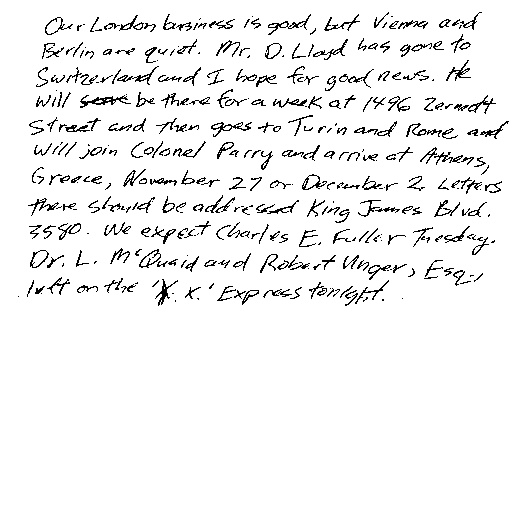 Our London business is good, but Vienna and
Berlin are quiet. Mr. D. Lloyd has gone to
Switzerland and I hope for good news. He
will be there for a week at 1496 Zermott
Street and then goes to Turin and Rome and
will join Colonel Parry and arrive at Athens,
Greece, November 27 or December 2. Letters
there should be addressed King James Blvd.
3580. We expect Charles E. Fuller Tuesday.
Dr. L. McQuaid and Robert Unger, Esq.,
left on the 'X. X.' Express tonight.